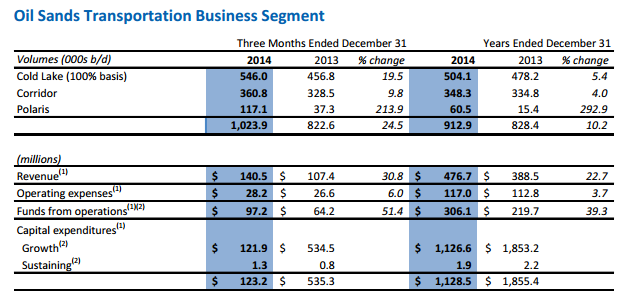 Oil Sands Transportation Business Segment
Three Months Ended December 31 Years Ended December 31
Volumes (000s b/d) 2014 2013 % change 2014 2013 % change
Cold Lake (100% basis) 546.0 456.8 19.5 504.1 478.2 5.4
Corridor 360.8 328.5 9.8 348.3 334.8 4.0
Polaris 117.1 37.3 213.9 60.5 15.4 292.9
1,023.9 822.6 24.5 912.9 828.4 10.2
(millions)
Revenue(1) $ 140.5 $ 107.4 30.8 $ 476.7 $ 388.5 22.7
Operating expenses(1) $ 28.2 $ 26.6 6.0 $ 117.0 $ 112.8 3.7
Funds from operations(1)(2) $ 97.2 $ 64.2 51.4 $ 306.1 $ 219.7 39.3
Capital expenditures(1)
Growth(2) $ 121.9 $ 534.5 $ 1,126.6 $ 1,853.2
Sustaining(2) 1.3 0.8 1.9 2.2
$ 123.2 $ 535.3 $ 1,128.5 $ 1,855.4